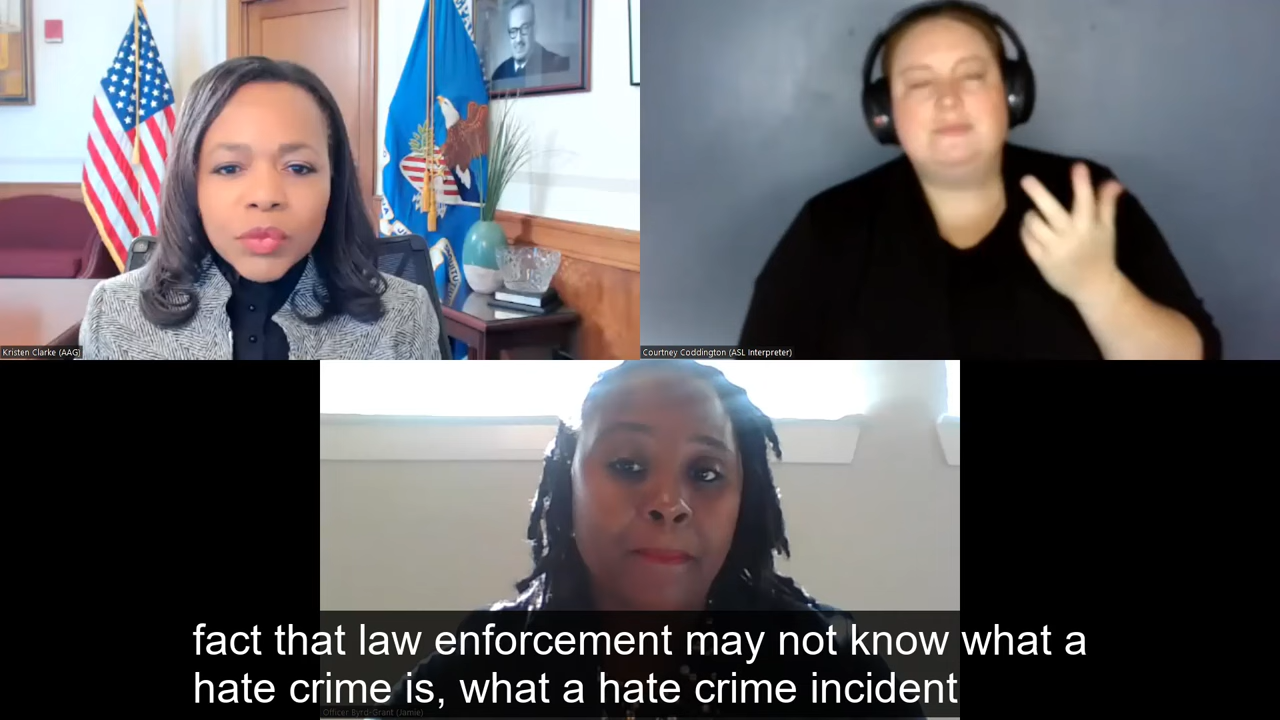 Kristen Clarke (AAG)
Courtney Coddington (ASL Interpreter)
fact that law enforcement may not know what a
hate crime is, what a hate crime incident
Officer Byrd-Grant (Jamie)